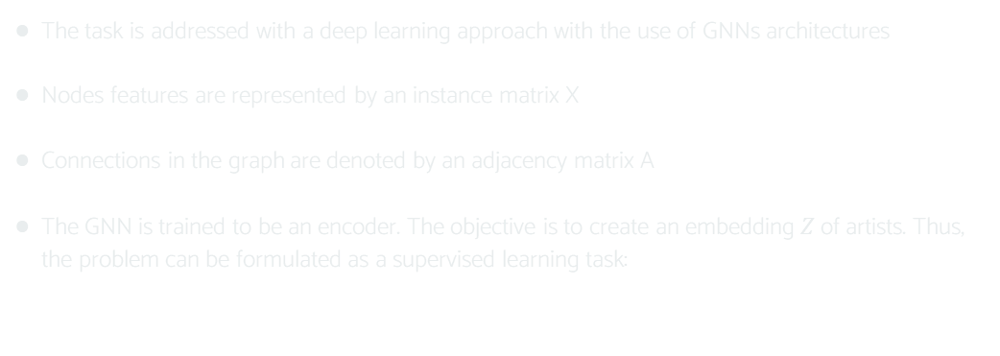 • The task is addressed with a deep learning approach with the use of GNNs architectures
• Nodes features are represented by an instance matrix X
• Connections in the graph are denoted by an adjacency matrix A
• The GNN is trained to be an encoder. The objective is to create an embedding Z of artists. Thus,
the problem can be formulated as a supervised learning task: